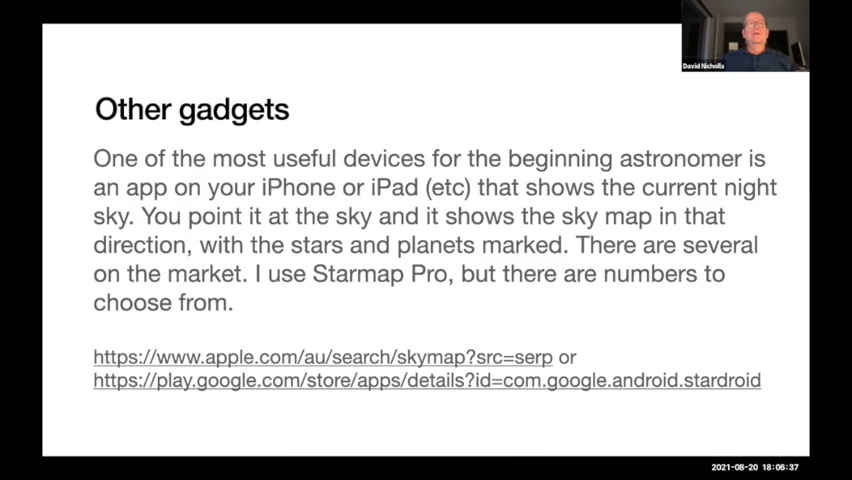 David Nicholls
Other gadgets
One of the most useful devices for the beginning astronomer is
an app on your iPhone or iPad (etc) that shows the current night
sky. You point it at the sky and it shows the sky map in that
direction, with the stars and planets marked. There are several
on the market. I use Starmap Pro, but there are numbers to
choose from.
https://www.apple.com/au/search/skymap?src=serp or
https://play.google.com/store/apps/details?id=com.google.android.stardroid
2021-08-20 18:06:37